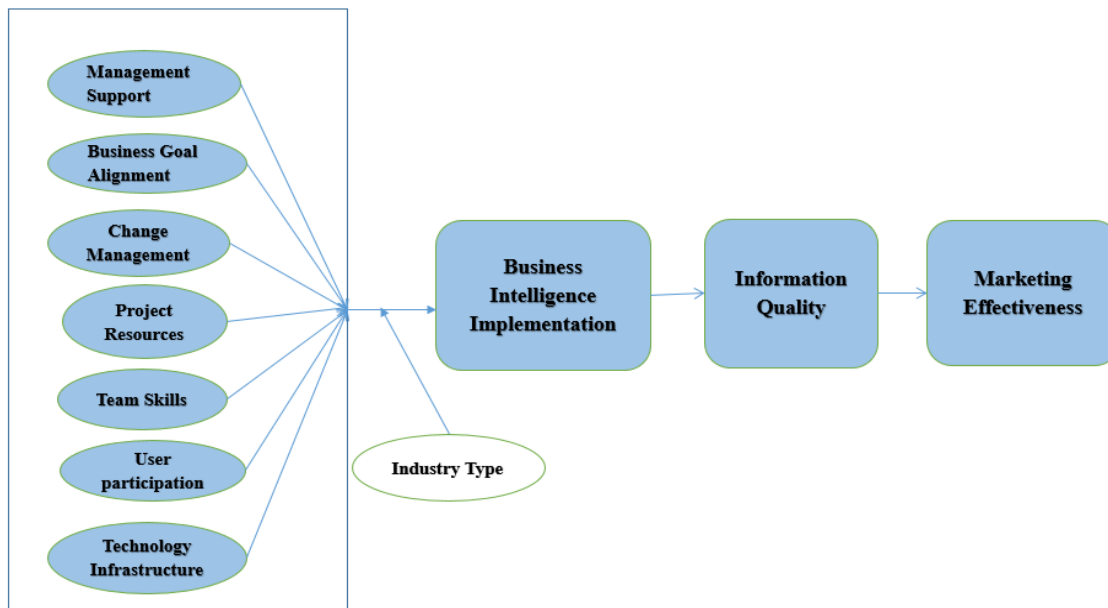 Management
Support
Business Goal
Alignment
Change
Management
Project
Resources
Team Skills
User
participation
Technology
Infrastructure
Industry Type
Business
Intelligence
Implementation
Information
Quality
Marketing
Effectiveness